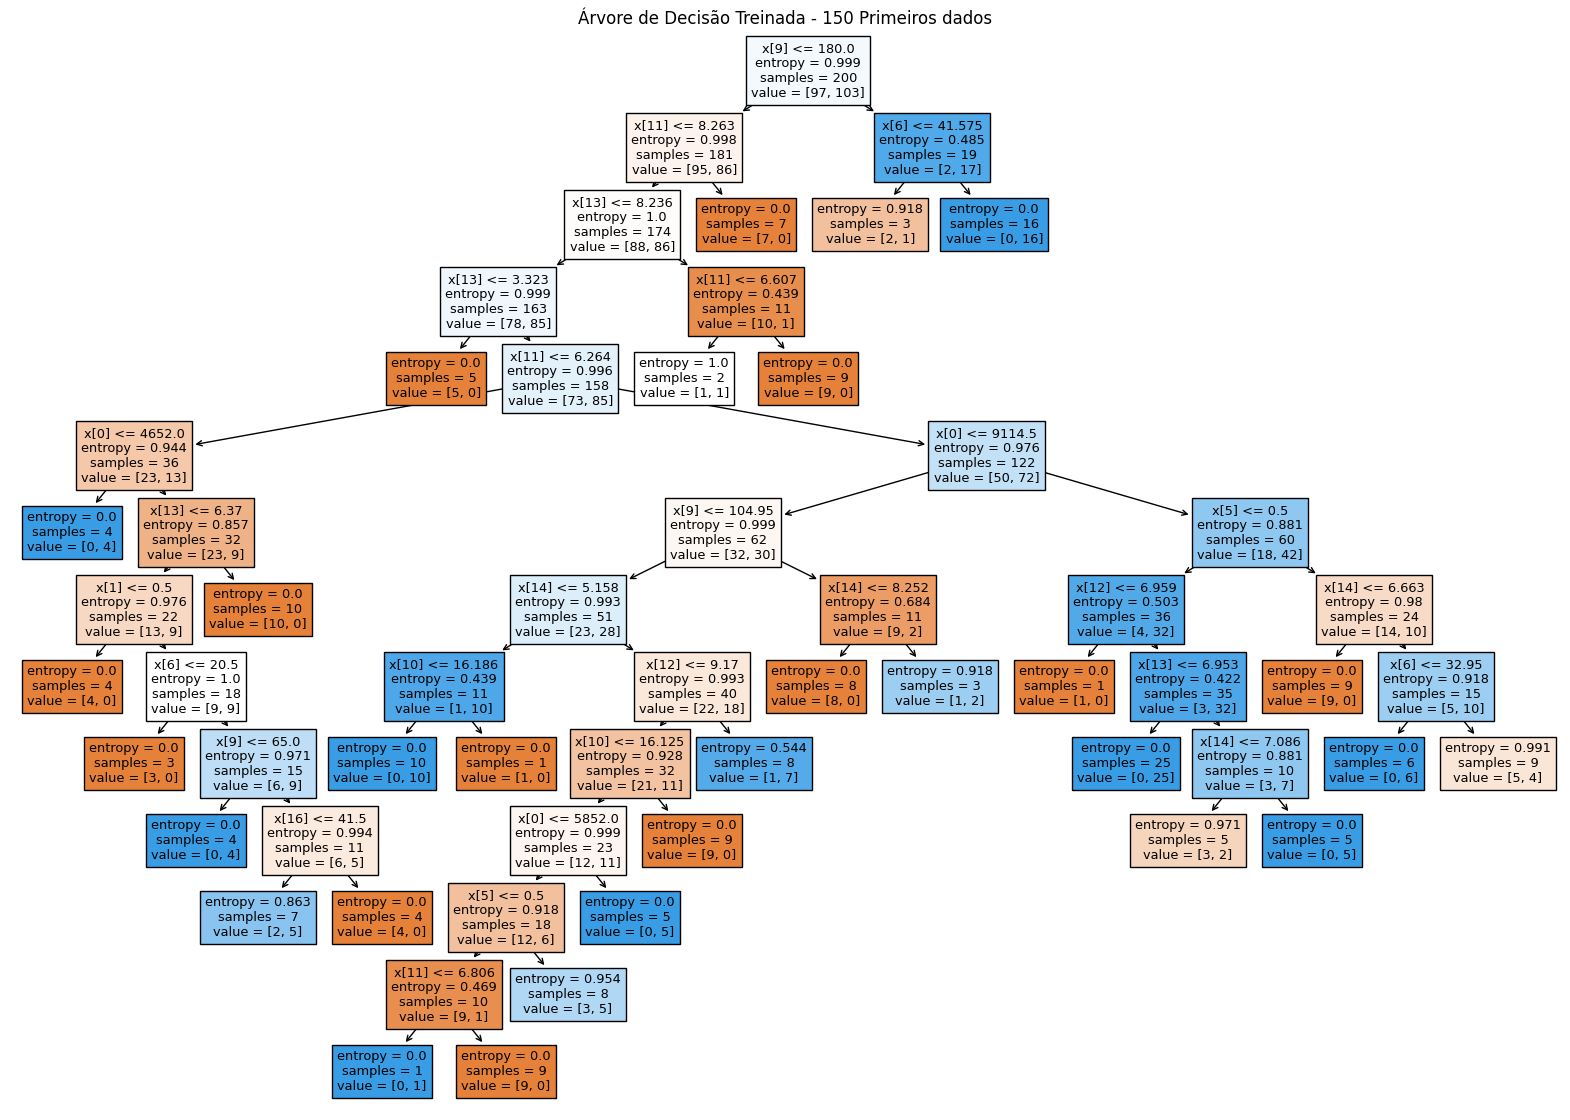 Árvore de Decisão Treinada - 150 Primeiros dados
x[9] <= 180.0
entropy = 0.999
samples = 200
value = [97, 103]
x[11] <= 8.263
entropy = 0.998
samples = 181
value = [95, 86]
x[6] <= 41.575
entropy = 0.485
samples = 19
value = [2, 17]
x[13] <= 8.236
entropy = 1.0
samples = 174
value = [88, 86]
entropy = 0.0
samples = 7
value = [7, 0]
entropy = 0.918
samples = 3
value = [2, 1]
entropy = 0.0
samples = 16
value = [0, 16]
x[13] <= 3.323
entropy = 0.999
samples = 163
value = [78, 85]
x[11] <= 6.607
entropy = 0.439
samples = 11
value = [10, 1]
entropy = 0.0
samples = 5
value = [5, 0]
x[11] <= 6.264
entropy = 0.996
samples = 158
value = [73, 85]
entropy = 1.0
samples = 2
value = [1, 1]
entropy = 0.0
samples = 9
value = [9, 0]
x[0] <= 4652.0
entropy = 0.944
samples = 36
value = [23, 13]
x[0] <= 9114.5
entropy = 0.976
samples = 122
value = [50, 72]
entropy = 0.0
samples = 4
value = [0, 4]
x[13] <= 6.37
entropy = 0.857
samples = 32
value = [23, 9]
x[9] <= 104.95
entropy = 0.999
samples = 62
value = [32, 30]
x[5] <= 0.5
entropy = 0.881
samples = 60
value = [18, 42]
x[1] <= 0.5
entropy = 0.976
samples = 22
value = [13, 9]
entropy = 0.0
samples = 10
value = [10, 0]
x[14] <= 5.158
entropy = 0.993
samples = 51
value = [23, 28]
x[14] <= 8.252
entropy = 0.684
samples = 11
value = [9, 2]
x[12] <= 6.959
entropy = 0.503
samples = 36
value = [4, 32]
x[14] <= 6.663
entropy = 0.98
samples = 24
value = [14, 10]
entropy = 0.0
samples = 4
value = [4, 0]
x[6] <= 20.5
entropy = 1.0
samples = 18
value = [9, 9]
x[10] <= 16.186
entropy = 0.439
samples = 11
value = [1, 10]
x[12] <= 9.17
entropy = 0.993
samples = 40
value = [22, 18]
entropy = 0.0
samples = 8
value = [8, 0]
entropy = 0.918
samples = 3
value = [1, 2]
entropy = 0.0
samples = 1
value = [1, 0]
x[13] <= 6.953
entropy = 0.422
samples = 35
value = [3, 32]
entropy = 0.0
samples = 9
value = [9, 0]
x[6] <= 32.95
entropy = 0.918
samples = 15
value = [5, 10]
entropy = 0.0
samples = 3
value = [3, 0]
x[9] <= 65.0
entropy = 0.971
samples = 15
value = [6, 9]
entropy = 0.0
samples = 10
value = [0, 10]
entropy = 0.0
samples = 1
value = [1, 0]
x[10] <= 16.125
entropy = 0.928
samples = 32
value = [21, 11]
entropy = 0.544
samples = 8
value = [1, 7]
entropy = 0.0
samples = 25
value = [0, 25]
x[14] <= 7.086
entropy = 0.881
samples = 10
value = [3, 7]
entropy = 0.0
samples = 6
value = [0, 6]
entropy = 0.991
samples = 9
value = [5, 4]
entropy = 0.0
samples = 4
value = [0, 4]
x[16] <= 41.5
entropy = 0.994
samples = 11
value = [6, 5]
x[0] <= 5852.0
entropy = 0.999
samples = 23
value = [12, 11]
entropy = 0.0
samples = 9
value = [9, 0]
entropy = 0.971
samples = 5
value = [3, 2]
entropy = 0.0
samples = 5
value = [0, 5]
entropy = 0.863
samples = 7
value = [2, 5]
entropy = 0.0
samples = 4
value = [4, 0]
x[5] <= 0.5
entropy = 0.918
samples = 18
value = [12, 6]
entropy = 0.0
samples = 5
value = [0, 5]
x[11] <= 6.806
entropy = 0.469
samples = 10
value = [9, 1]
entropy = 0.954
samples = 8
value = [3, 5]
entropy = 0.0
samples = 1
value = [0, 1]
entropy = 0.0
samples = 9
value = [9, 0]